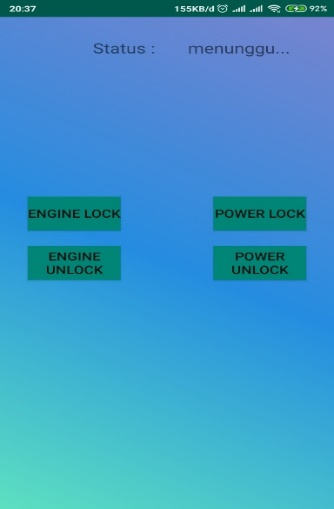 20:37 155KB/d 92%
Status : menunggu...
ENGINE LOCK POWER LOCK
ENGINE UNLOCK POWER UNLOCK